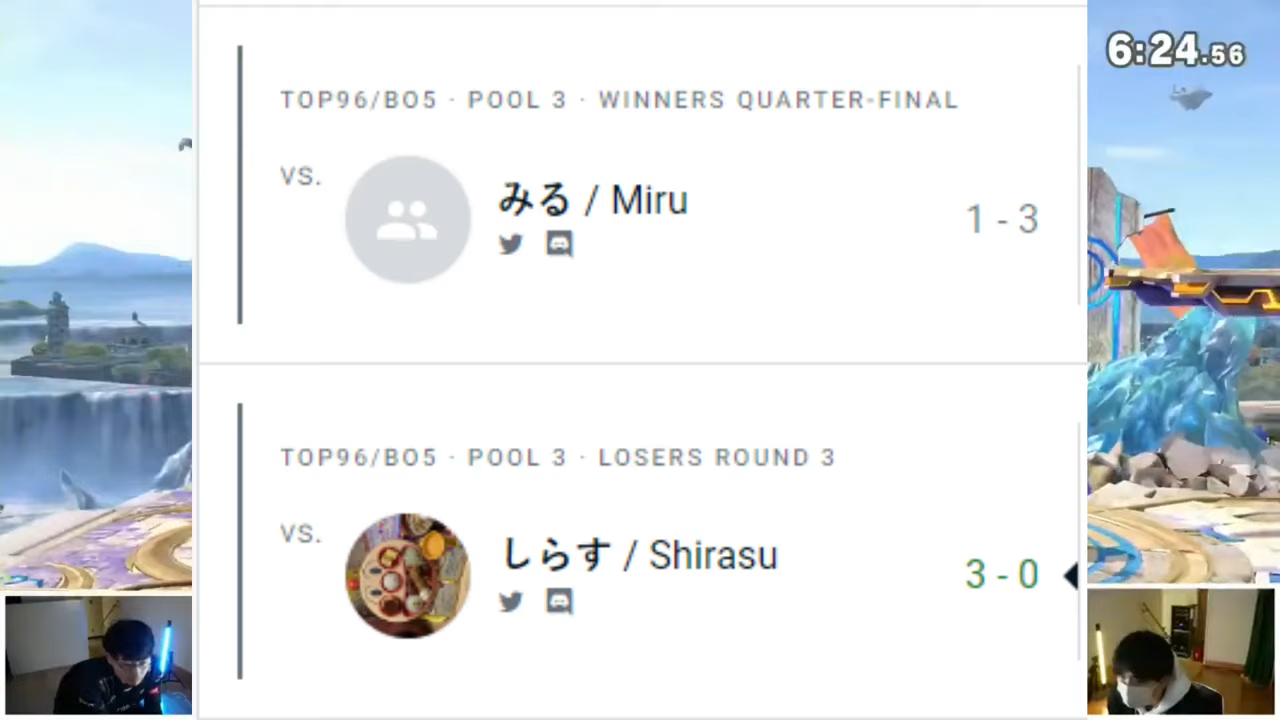 6:24.56
TOP96/BO5 · POOL 3 · WINNERS QUARTER-FINAL
VS.
みる / Miru
1 - 3
TOP96/BO5 · POOL 3 · LOSERS ROUND 3
VS.
しらす / Shirasu
3 - 0